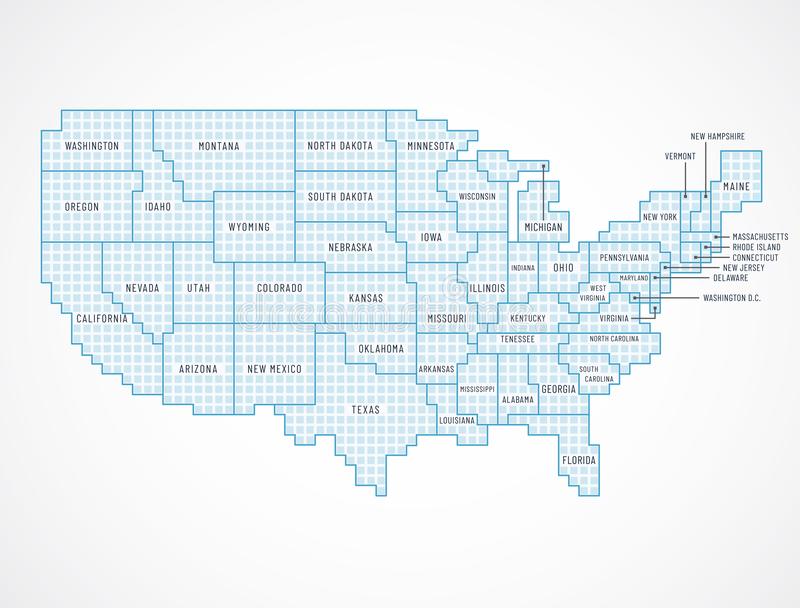 NEW HAMPSHIRE
VERMONT
WASHINGTON
MONTANA
NORTH DAKOTA
MINNESOTA
MAINE
OREGON
IDAHO
SOUTH DAKOTA
WISCONSIN
NEW YORK
WYOMING
MICHIGAN
NEBRASKA
IOWA
MASSACHUSETTS
RHODE ISLAND
CONNECTICUT
NEW JERSEY
DELAWARE
PENNSYLVANIA
INDIANA
OHIO
MARYLAND
NEVADA
UTAH
COLORADO
KANSAS
ILLINOIS
WEST
VIRGINIA
WASHINGTON D.C.
CALIFORNIA
MISSOURI
KENTUCKY
VIRGINIA
TENESSEE
NORTH CAROLINA
OKLAHOMA
ARIZONA
NEW MEXICO
ARKANSAS
SOUTH
CAROLINA
MISSISSIPPI
ALABAMA
GEORGIA
TEXAS
LOUISIANA
FLORIDA
dreamstime